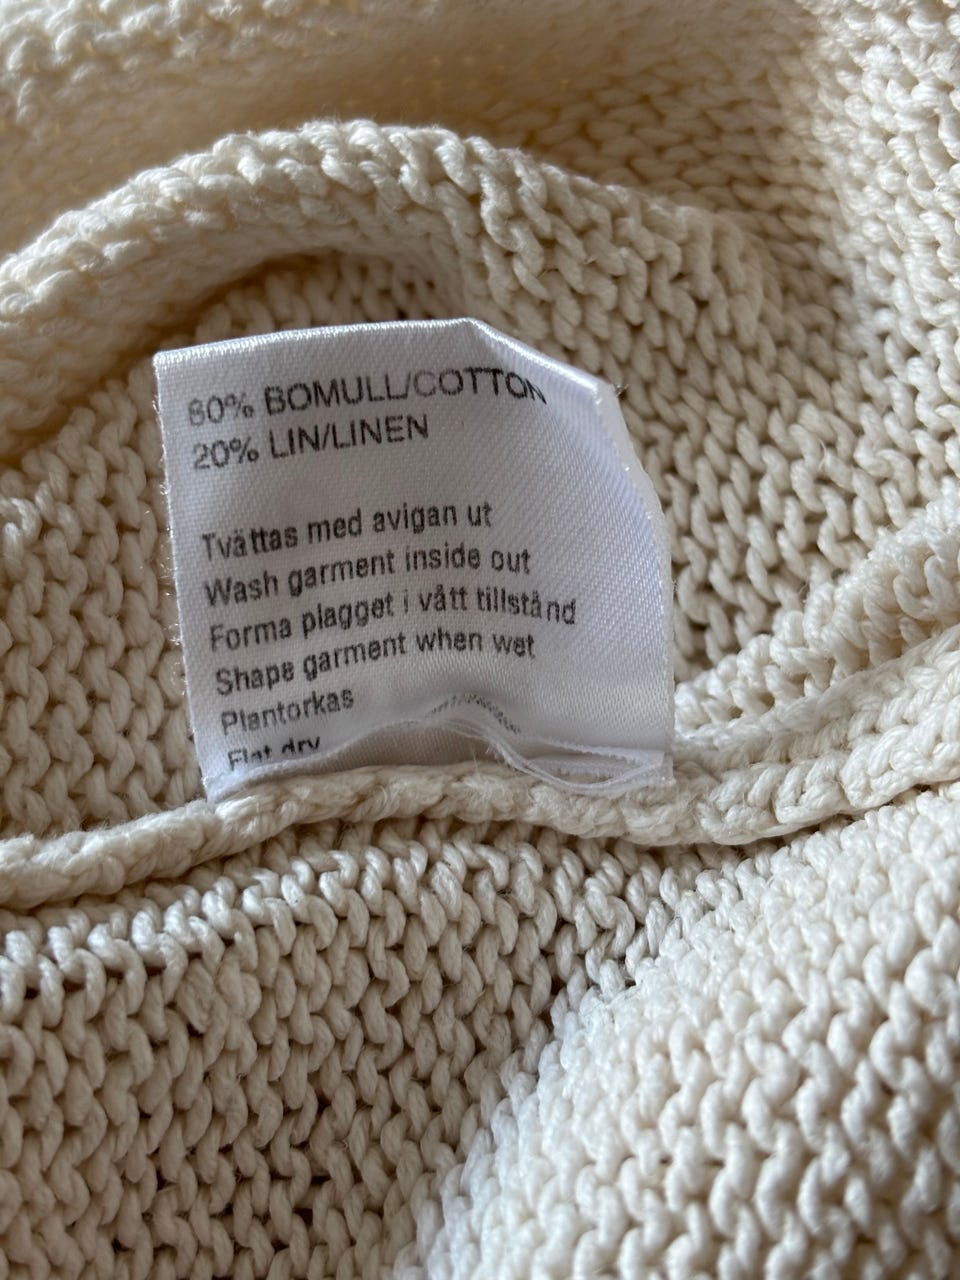 80% BOMULL/COTTON
20% LIN/LINEN
Tvättas med avigan ut
Wash garment inside out
Forma plagget i vått tillstånd
Shape garment when wet
Plantorkas
Flat dry